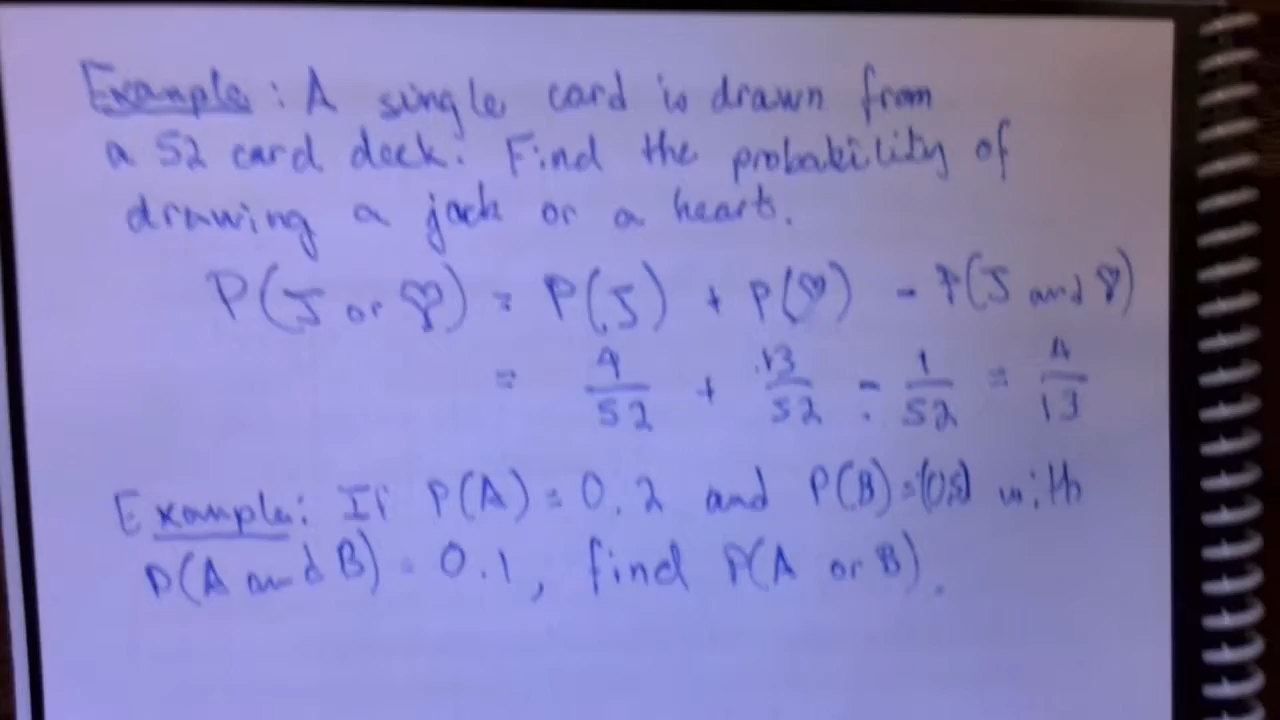 Example: A single card is drawn from
a 52 card deck. Find the probability of
drawing a jack or a heart.
P(J or ♡) = P(J) + P(♡) - P(J and ♡)
= 4/52 + 13/52 - 1/52 = 4/13
Example: If P(A) = 0.2 and P(B) = with
P(A and B) = 0.1, find P(A or B).